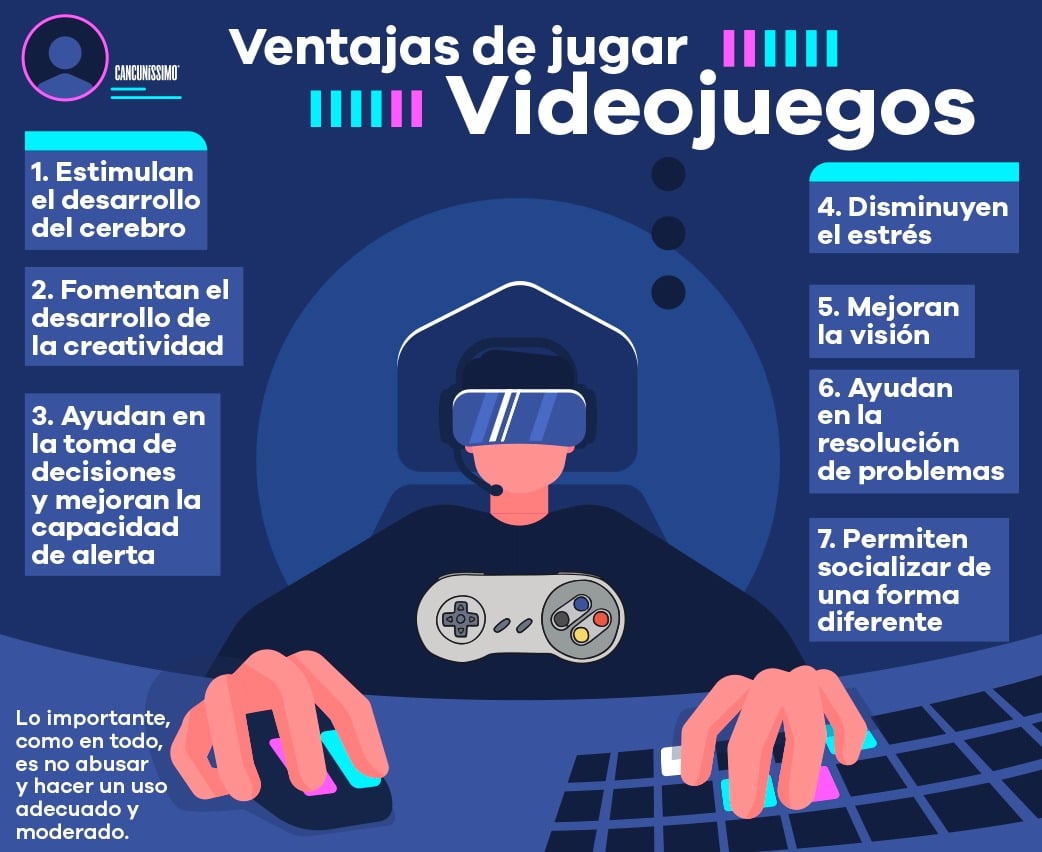 CANCUNíSSIMO
Ventajas de jugar
Videojuegos
1. Estimulan
el desarrollo
del cerebro
2. Fomentan el
desarrollo de
la creatividad
3. Ayudan en
la toma de
decisiones
y mejoran la
capacidad
de alerta
4. Disminuyen
el estrés
5. Mejoran
la visión
6. Ayudan
en la
resolución
de problemas
7. Permiten
socializar de
una forma
diferente
Lo importante,
como en todo,
es no abusar
y hacer un uso
adecuado y
moderado.